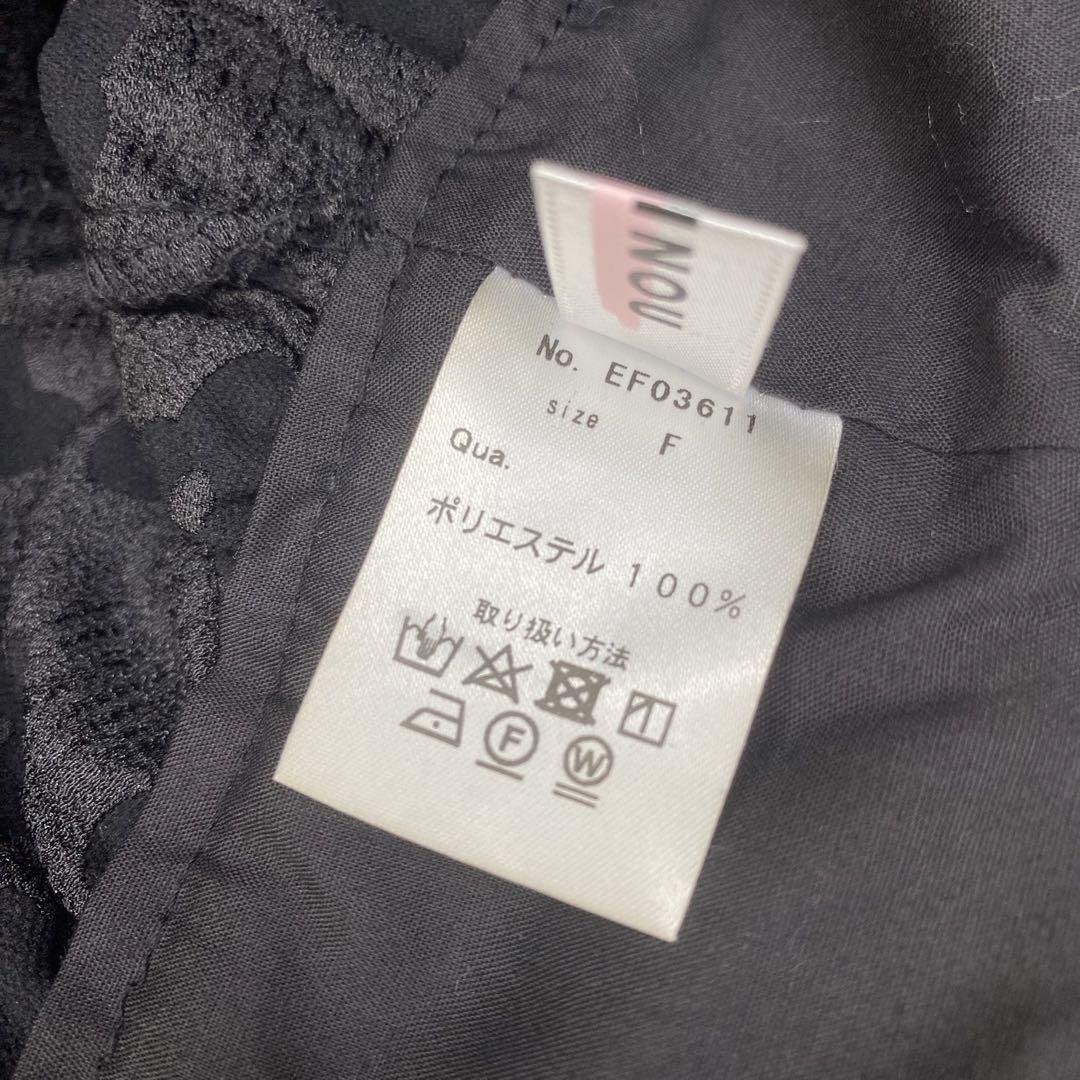 No. EF03611
size F
Qua.
ポリエステル 100%
取り扱い方法
F
W